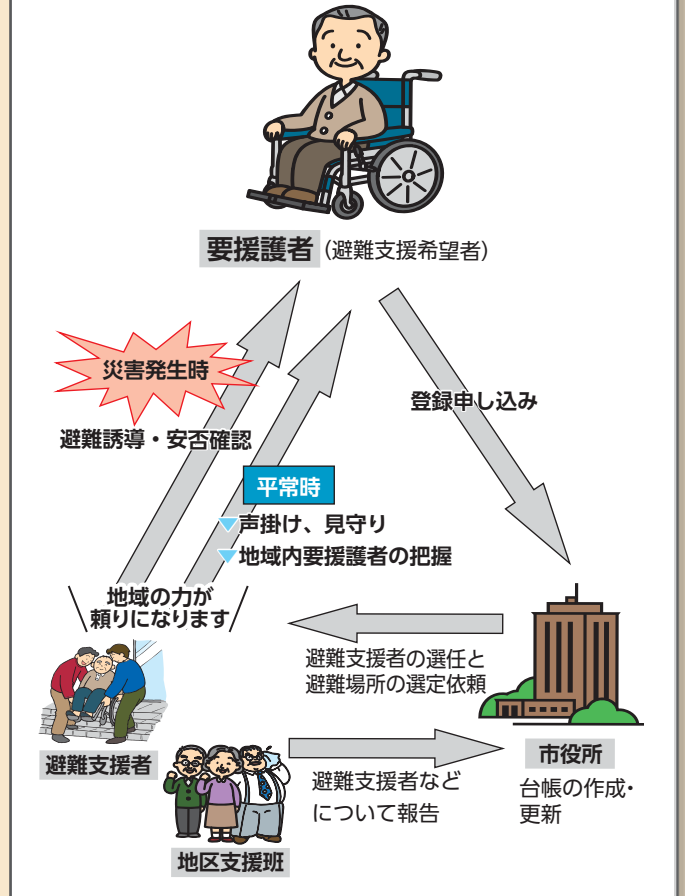 要援護者（避難支援希望者）
災害発生時
避難誘導・安否確認
登録申し込み
平常時
▼声掛け、見守り
▼地域内要援護者の把握
地域の力が
頼りになります
避難支援者の選任と
避難場所の選定依頼
避難支援者
市役所
台帳の作成・
更新
避難支援者など
について報告
地区支援班